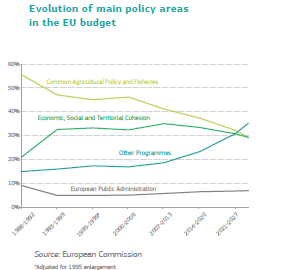 Evolution of main policy areas
in the EU budget
60%
50%
40%
30%
20%
10%
0%
Common Agricultural Policy and Fisheries
Economic, Social and Territorial Cohesion
Other Programmes
European Public Administration
1988-1992
1993-1999
1995-1999*
2000-2006
2007-2013
2014-2020
2021-2027
Source: European Commission
*Adjusted for 1995 enlargement